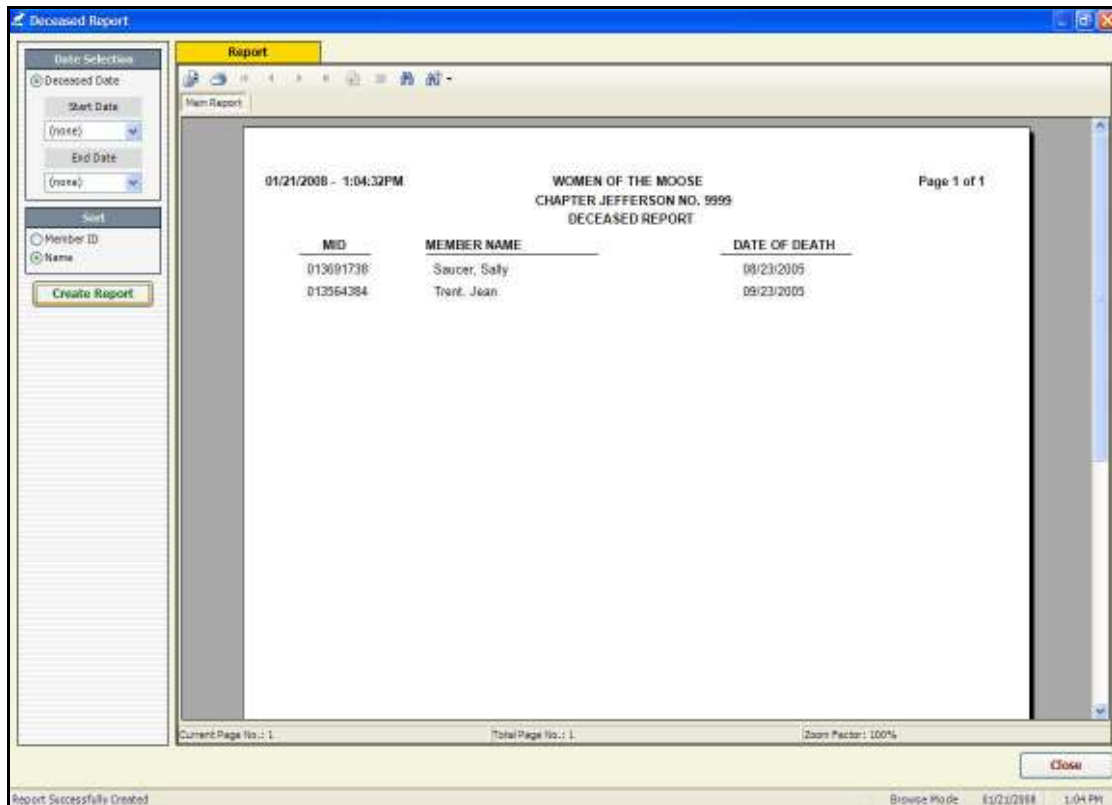 Deceased Report
Date Selection
Deceased Date
Start Date
(none)
End Date
(none)
Sort
Member ID
Name
Create Report
Report
Main Report
01/21/2008 - 1:04:32PM WOMEN OF THE MOOSE Page 1 of 1
CHAPTER JEFFERSON NO. 9999
DECEASED REPORT
MID MEMBER NAME DATE OF DEATH
013691738 Saucer, Sally 08/23/2005
013564384 Trent, Jean 09/23/2005
Current Page No.: 1 Total Page No.: 1 Zoom Factor: 100%
Close
Report Successfully Created Browse Mode 01/21/2008 1:04 PM